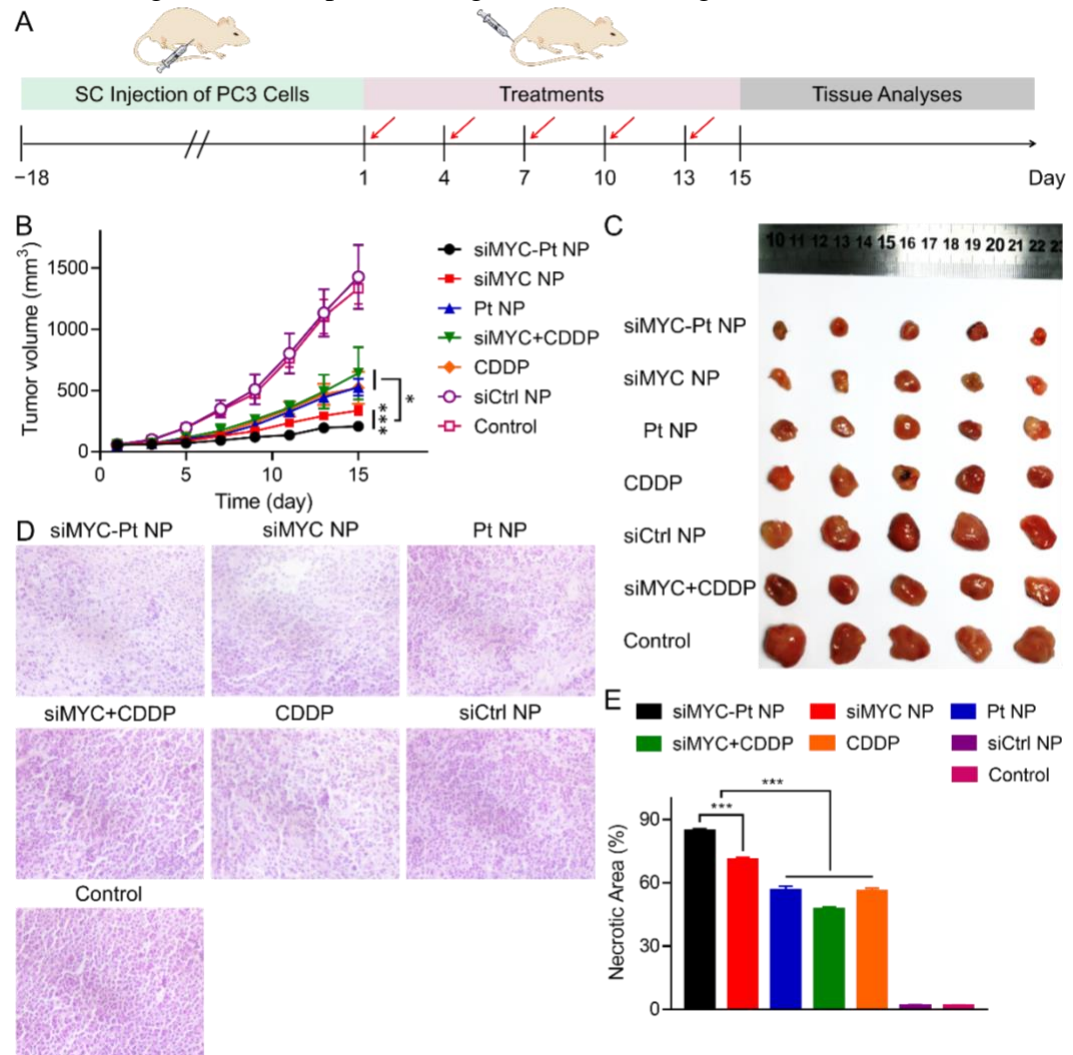 A
SC Injection of PC3 Cells
Treatments
Tissue Analyses
−18
1
4
7
10
13
15
Day
B
Tumor volume (mm³)
1500
1000
500
0
0
5
10
15
Time (day)
siMYC-Pt NP
siMYC NP
Pt NP
siMYC+CDDP
CDDP
siCtrl NP
Control
***
*
C
10 11 12 13 14 15 16 17 18 19 20 21 22
siMYC-Pt NP
siMYC NP
Pt NP
CDDP
siCtrl NP
siMYC+CDDP
Control
D
siMYC-Pt NP
siMYC NP
Pt NP
siMYC+CDDP
CDDP
siCtrl NP
Control
E
siMYC-Pt NP
siMYC NP
Pt NP
siMYC+CDDP
CDDP
siCtrl NP
Control
Necrotic Area (%)
90
60
30
0
***
***